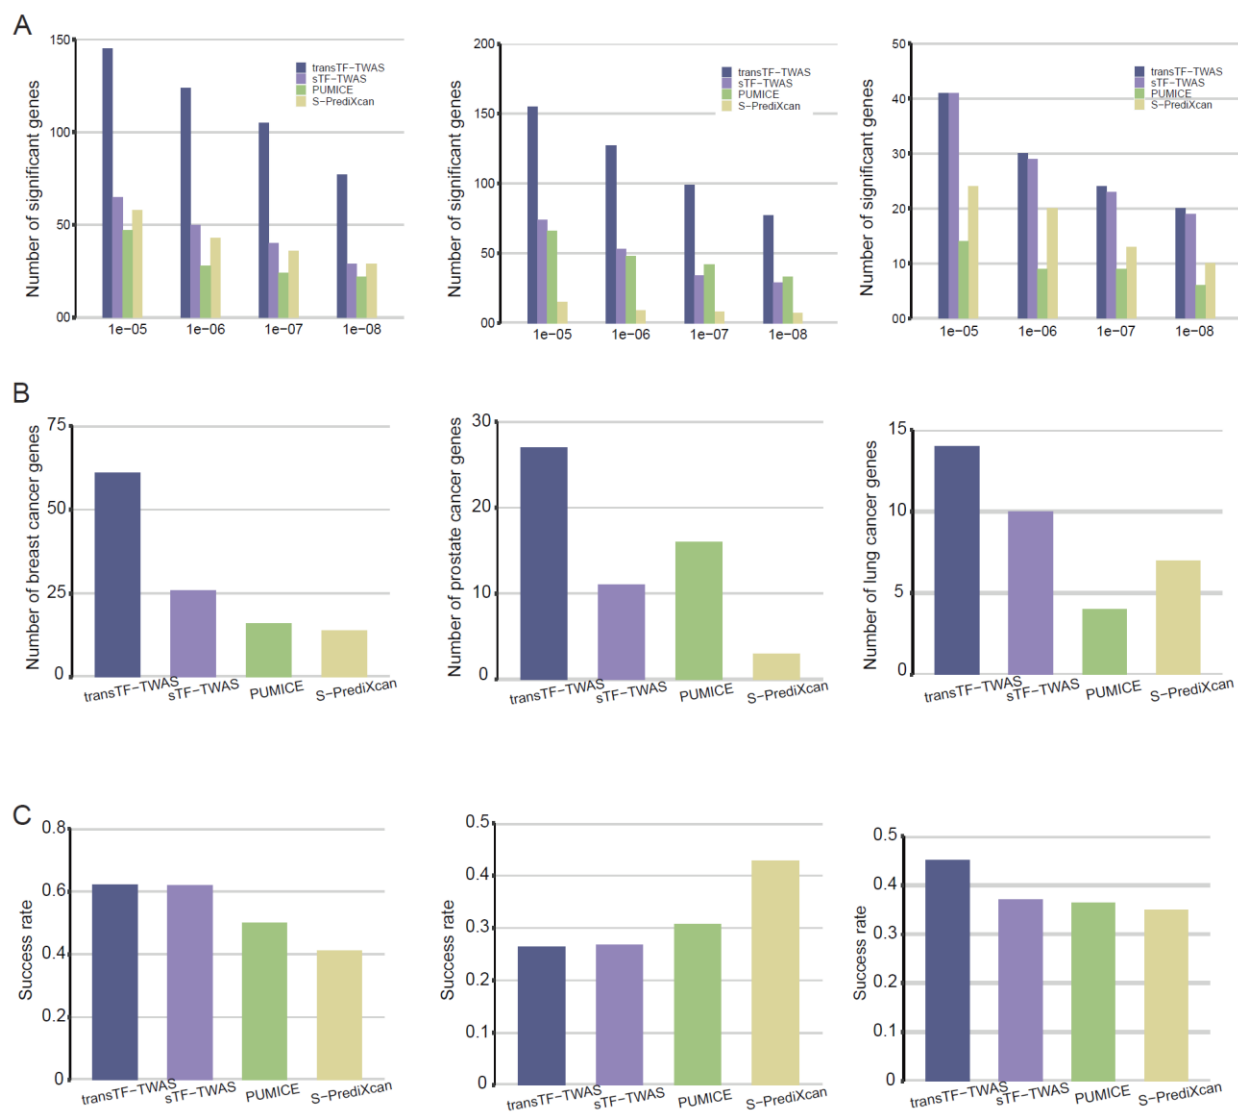 A
Number of significant genes
150
100
50
00
transTF−TWAS
sTF−TWAS
PUMICE
S−PrediXcan
1e−05 1e−06 1e−07 1e−08
Number of significant genes
200
150
100
50
00
transTF−TWAS
sTF−TWAS
PUMICE
S−PrediXcan
1e−05 1e−06 1e−07 1e−08
Number of significant genes
50
40
30
20
10
00
transTF−TWAS
sTF−TWAS
PUMICE
S−PrediXcan
1e−05 1e−06 1e−07 1e−08
B
Number of breast cancer genes
75
50
25
0
transTF−TWAS sTF−TWAS PUMICE S−PrediXcan
Number of prostate cancer genes
30
20
10
0
transTF−TWAS sTF−TWAS PUMICE S−PrediXcan
Number of lung cancer genes
15
10
5
0
transTF−TWAS sTF−TWAS PUMICE S−PrediXcan
C
Success rate
0.8
0.6
0.4
0.2
0
transTF−TWAS sTF−TWAS PUMICE S−PrediXcan
Success rate
0.5
0.4
0.3
0.2
0.1
0
transTF−TWAS sTF−TWAS PUMICE S−PrediXcan
Success rate
0.5
0.4
0.3
0.2
0.1
0
transTF−TWAS sTF−TWAS PUMICE S−PrediXcan